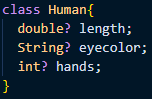 class Human{
  double? length;
  String? eyecolor;
  int? hands;
}